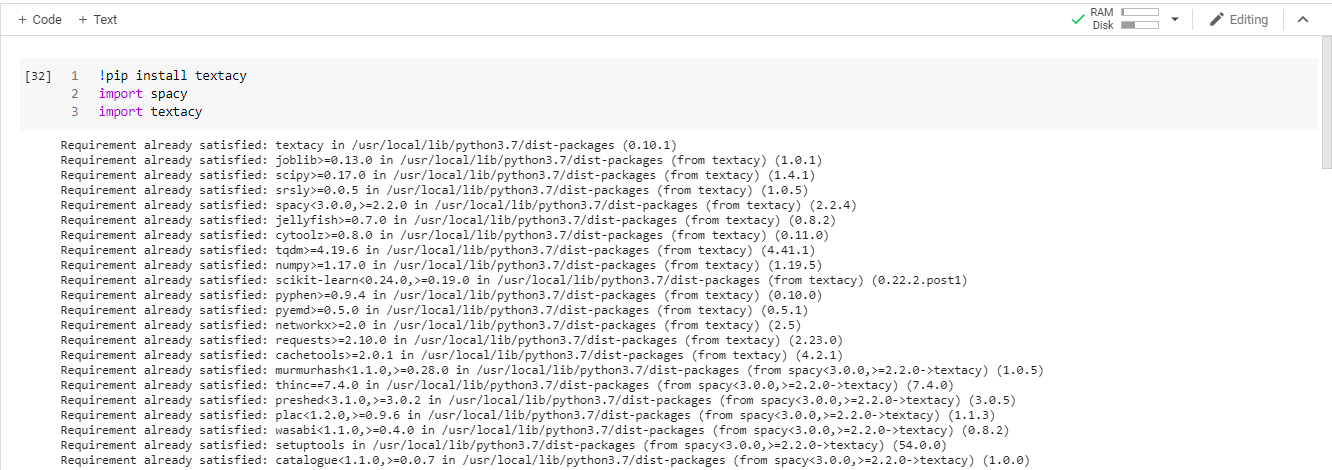 + Code + Text
RAM
Disk
Editing
[32] 1 !pip install textacy
2 import spacy
3 import textacy
Requirement already satisfied: textacy in /usr/local/lib/python3.7/dist-packages (0.10.1)
Requirement already satisfied: joblib>=0.13.0 in /usr/local/lib/python3.7/dist-packages (from textacy) (1.0.1)
Requirement already satisfied: scipy>=0.17.0 in /usr/local/lib/python3.7/dist-packages (from textacy) (1.4.1)
Requirement already satisfied: srsly>=0.0.5 in /usr/local/lib/python3.7/dist-packages (from textacy) (1.0.5)
Requirement already satisfied: spacy<3.0.0,>=2.2.0 in /usr/local/lib/python3.7/dist-packages (from textacy) (2.2.4)
Requirement already satisfied: jellyfish>=0.7.0 in /usr/local/lib/python3.7/dist-packages (from textacy) (0.8.2)
Requirement already satisfied: cytoolz>=0.8.0 in /usr/local/lib/python3.7/dist-packages (from textacy) (0.11.0)
Requirement already satisfied: tqdm>=4.19.6 in /usr/local/lib/python3.7/dist-packages (from textacy) (4.41.1)
Requirement already satisfied: numpy>=1.17.0 in /usr/local/lib/python3.7/dist-packages (from textacy) (1.19.5)
Requirement already satisfied: scikit-learn<0.24.0,>=0.19.0 in /usr/local/lib/python3.7/dist-packages (from textacy) (0.22.2.post1)
Requirement already satisfied: pyphen>=0.9.4 in /usr/local/lib/python3.7/dist-packages (from textacy) (0.10.0)
Requirement already satisfied: pyemd>=0.5.0 in /usr/local/lib/python3.7/dist-packages (from textacy) (0.5.1)
Requirement already satisfied: networkx>=2.0 in /usr/local/lib/python3.7/dist-packages (from textacy) (2.5)
Requirement already satisfied: requests>=2.10.0 in /usr/local/lib/python3.7/dist-packages (from textacy) (2.23.0)
Requirement already satisfied: cachetools>=2.0.1 in /usr/local/lib/python3.7/dist-packages (from textacy) (4.2.1)
Requirement already satisfied: murmurhash<1.1.0,>=0.28.0 in /usr/local/lib/python3.7/dist-packages (from spacy<3.0.0,>=2.2.0->textacy) (1.0.5)
Requirement already satisfied: thinc==7.4.0 in /usr/local/lib/python3.7/dist-packages (from spacy<3.0.0,>=2.2.0->textacy) (7.4.0)
Requirement already satisfied: preshed<3.1.0,>=3.0.2 in /usr/local/lib/python3.7/dist-packages (from spacy<3.0.0,>=2.2.0->textacy) (3.0.5)
Requirement already satisfied: plac<1.2.0,>=0.9.6 in /usr/local/lib/python3.7/dist-packages (from spacy<3.0.0,>=2.2.0->textacy) (1.1.3)
Requirement already satisfied: wasabi<1.1.0,>=0.4.0 in /usr/local/lib/python3.7/dist-packages (from spacy<3.0.0,>=2.2.0->textacy) (0.8.2)
Requirement already satisfied: setuptools in /usr/local/lib/python3.7/dist-packages (from spacy<3.0.0,>=2.2.0->textacy) (54.0.0)
Requirement already satisfied: catalogue<1.1.0,>=0.0.7 in /usr/local/lib/python3.7/dist-packages (from spacy<3.0.0,>=2.2.0->textacy) (1.0.0)